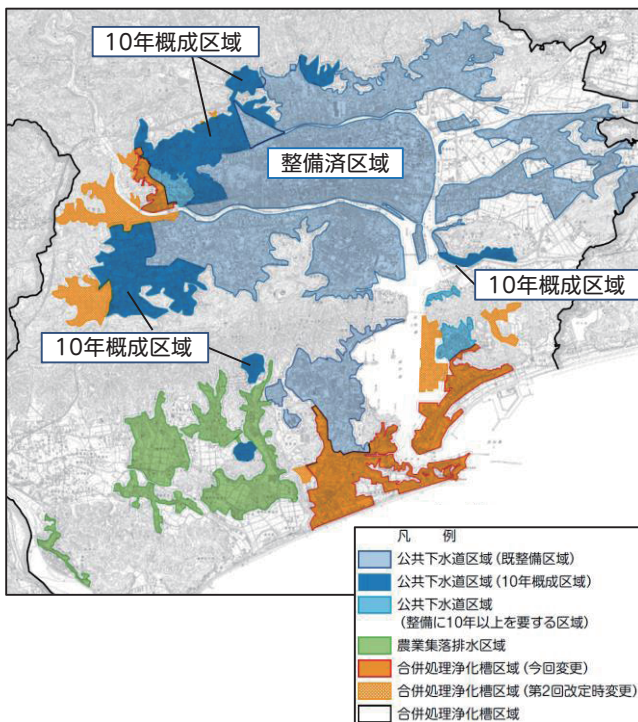 10年概成区域
整備済区域
10年概成区域
10年概成区域
凡　例
公共下水道区域(既整備区域)
公共下水道区域(10年概成区域)
公共下水道区域
(整備に10年以上を要する区域)
農業集落排水区域
合併処理浄化槽区域(今回変更)
合併処理浄化槽区域(第2回改定時変更)
合併処理浄化槽区域